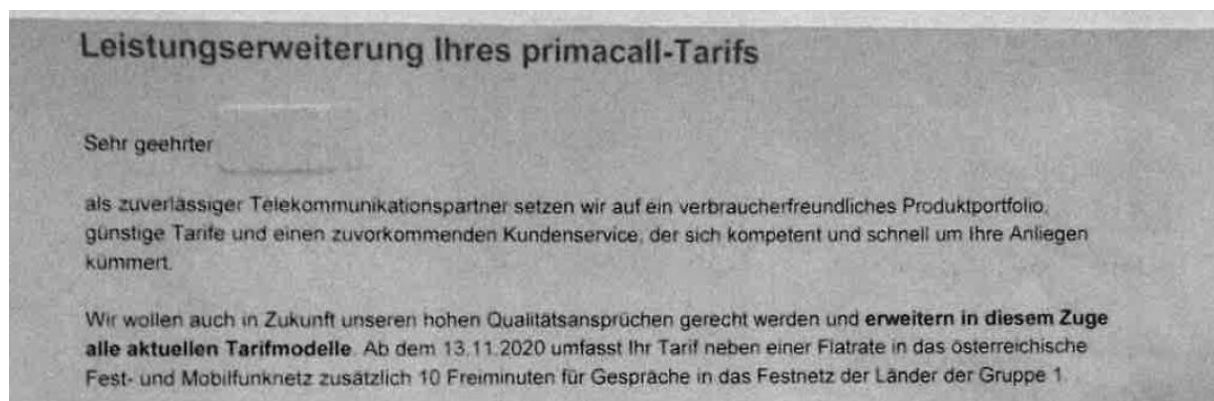 Leistungserweiterung Ihres primacall-Tarifs
Sehr geehrter
als zuverlässiger Telekommunikationspartner setzen wir auf ein verbraucherfreundliches Produktportfolio,
günstige Tarife und einen zuvorkommenden Kundenservice, der sich kompetent und schnell um Ihre Anliegen
kümmert.
Wir wollen auch in Zukunft unseren hohen Qualitätsansprüchen gerecht werden und erweitern in diesem Zuge
alle aktuellen Tarifmodelle. Ab dem 13.11.2020 umfasst Ihr Tarif neben einer Flatrate in das österreichische
Fest- und Mobilfunknetz zusätzlich 10 Freiminuten für Gespräche in das Festnetz der Länder der Gruppe 1.